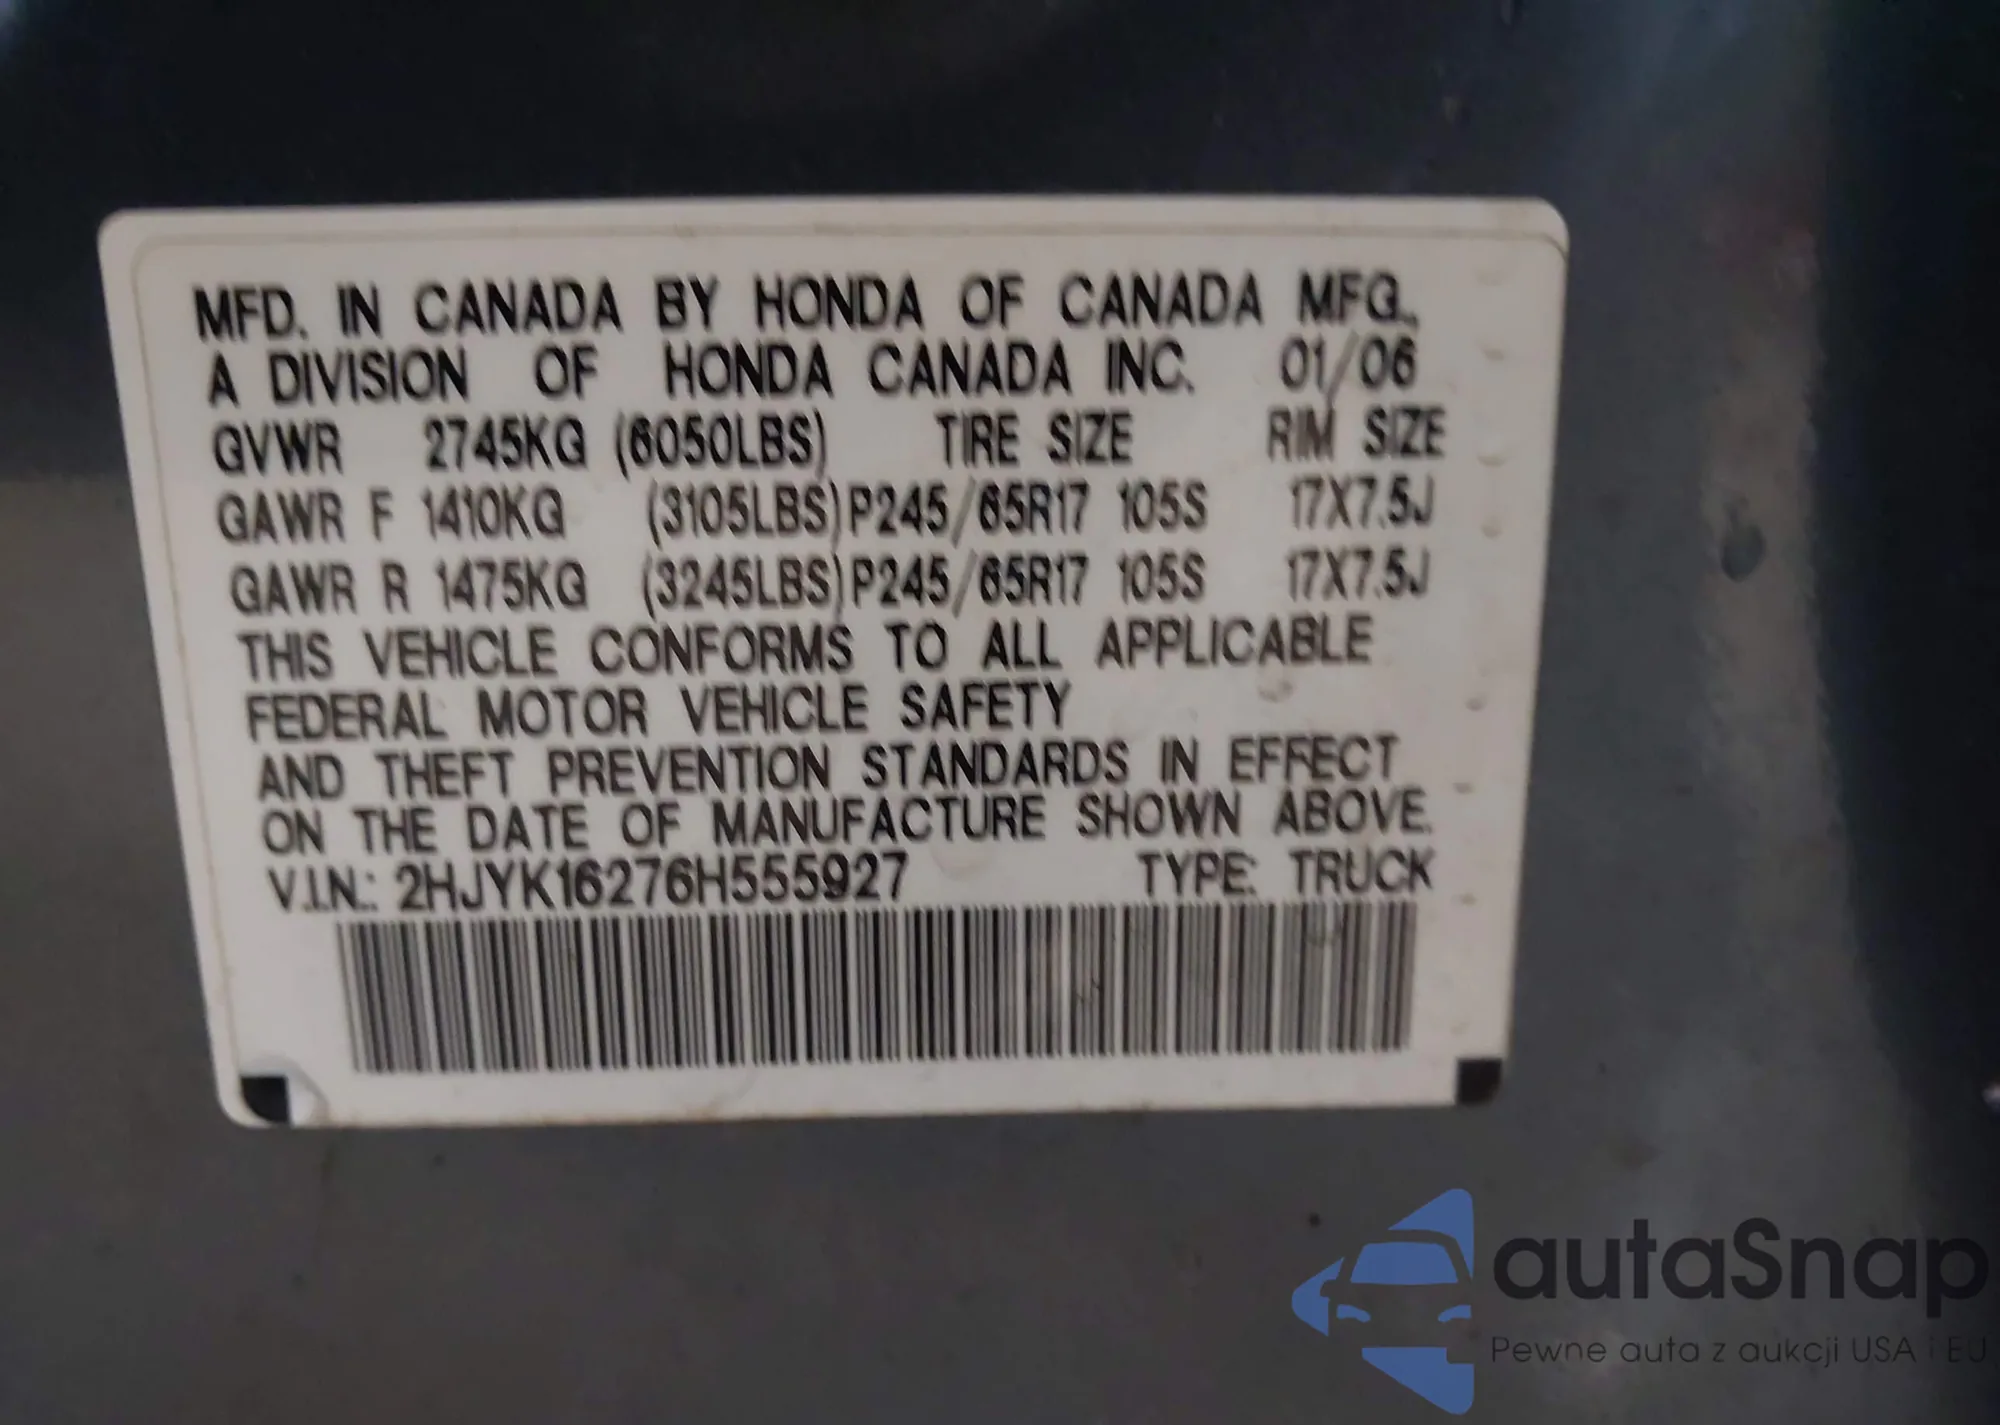 MFD. IN CANADA BY HONDA OF CANADA MFG.,
A DIVISION OF HONDA CANADA INC. 01/06
GVWR 2745KG (6050LBS) TIRE SIZE RIM SIZE
GAWR F 1410KG (3105LBS) P245/65R17 105S 17X7.5J
GAWR R 1475KG (3245LBS) P245/65R17 105S 17X7.5J
THIS VEHICLE CONFORMS TO ALL APPLICABLE
FEDERAL MOTOR VEHICLE SAFETY
AND THEFT PREVENTION STANDARDS IN EFFECT
ON THE DATE OF MANUFACTURE SHOWN ABOVE.
V.I.N.: 2HJYK16276H555927 TYPE: TRUCK
autaSnap
Pewne auta z aukcji USA i EU